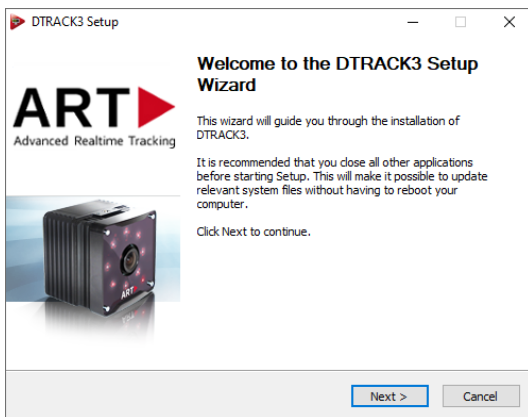 DTRACK3 Setup
ART
Advanced Realtime Tracking
Welcome to the DTRACK3 Setup
Wizard
This wizard will guide you through the installation of
DTRACK3.
It is recommended that you close all other applications
before starting Setup. This will make it possible to update
relevant system files without having to reboot your
computer.
Click Next to continue.
ART
Next >
Cancel